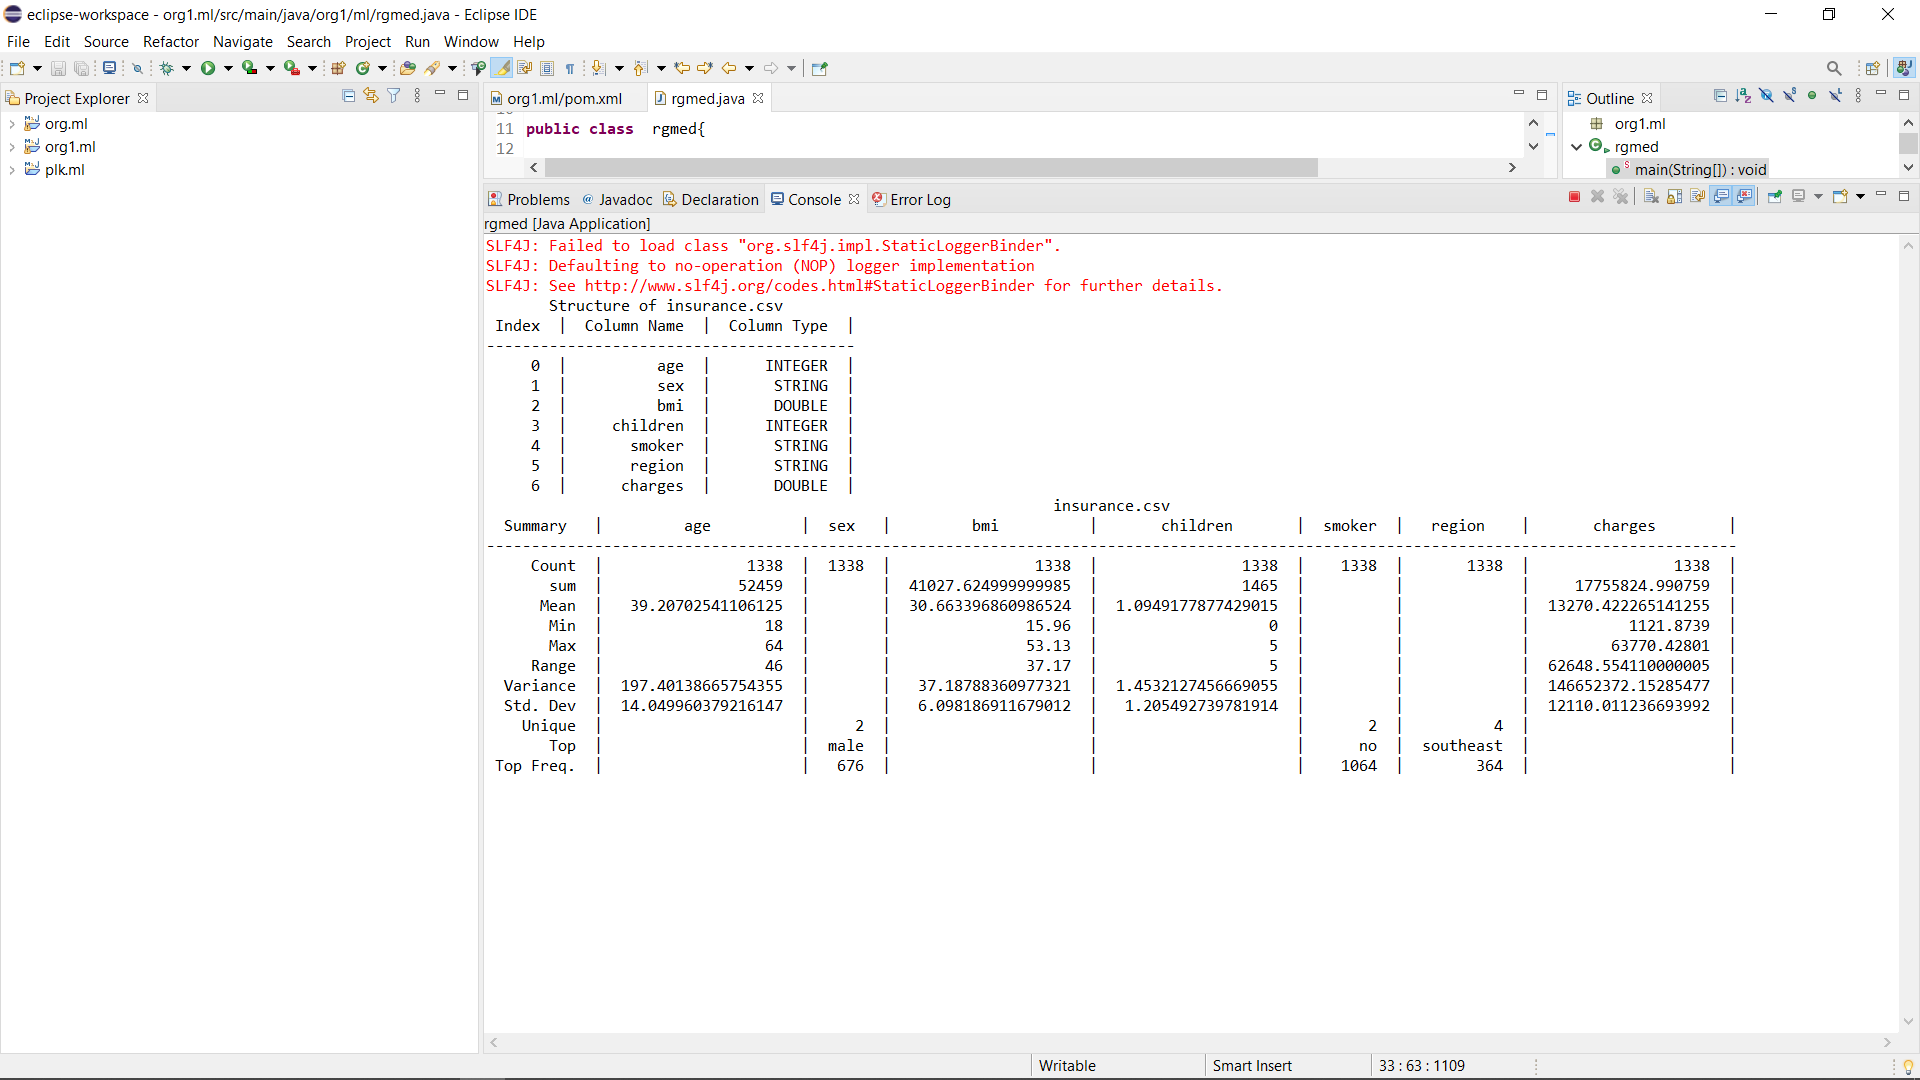 eclipse-workspace - org1.ml/src/main/java/org1/ml/rgmed.java - Eclipse IDE
File Edit Source Refactor Navigate Search Project Run Window Help
Project Explorer
org.ml
org1.ml
plk.ml
org1.ml/pom.xml rgmed.java
11 public class rgmed{
12
Outline
org1.ml
rgmed
main(String[]) : void
Problems @ Javadoc Declaration Console Error Log
rgmed [Java Application]
SLF4J: Failed to load class "org.slf4j.impl.StaticLoggerBinder".
SLF4J: Defaulting to no-operation (NOP) logger implementation
SLF4J: See http://www.slf4j.org/codes.html#StaticLoggerBinder for further details.
Structure of insurance.csv
Index | Column Name | Column Type |
-----------------------------------------
0 | age | INTEGER |
1 | sex | STRING |
2 | bmi | DOUBLE |
3 | children | INTEGER |
4 | smoker | STRING |
5 | region | STRING |
6 | charges | DOUBLE |
insurance.csv
Summary | age | sex | bmi | children | smoker | region | charges |
-------------------------------------------------------------------------------------------------------------------------------------------
Count | 1338 | 1338 | 1338 | 1338 | 1338 | 1338 | 1338 |
sum | 52459 | | 41027.624999999985 | 1465 | | | 17755824.990759 |
Mean | 39.20702541106125 | | 30.663396860986524 | 1.0949177877429015 | | | 13270.422265141255 |
Min | 18 | | 15.96 | 0 | | | 1121.8739 |
Max | 64 | | 53.13 | 5 | | | 63770.42801 |
Range | 46 | | 37.17 | 5 | | | 62648.554110000005 |
Variance | 197.40138665754355 | | 37.18788360977321 | 1.4532127456669055 | | | 146652372.15285477 |
Std. Dev | 14.049960379216147 | | 6.098186911679012 | 1.205492739781914 | | | 12110.011236693992 |
Unique | | 2 | | | 2 | 4 | |
Top | | male | | | no | southeast | |
Top Freq. | | 676 | | | 1064 | 364 | |
Writable Smart Insert 33 : 63 : 1109